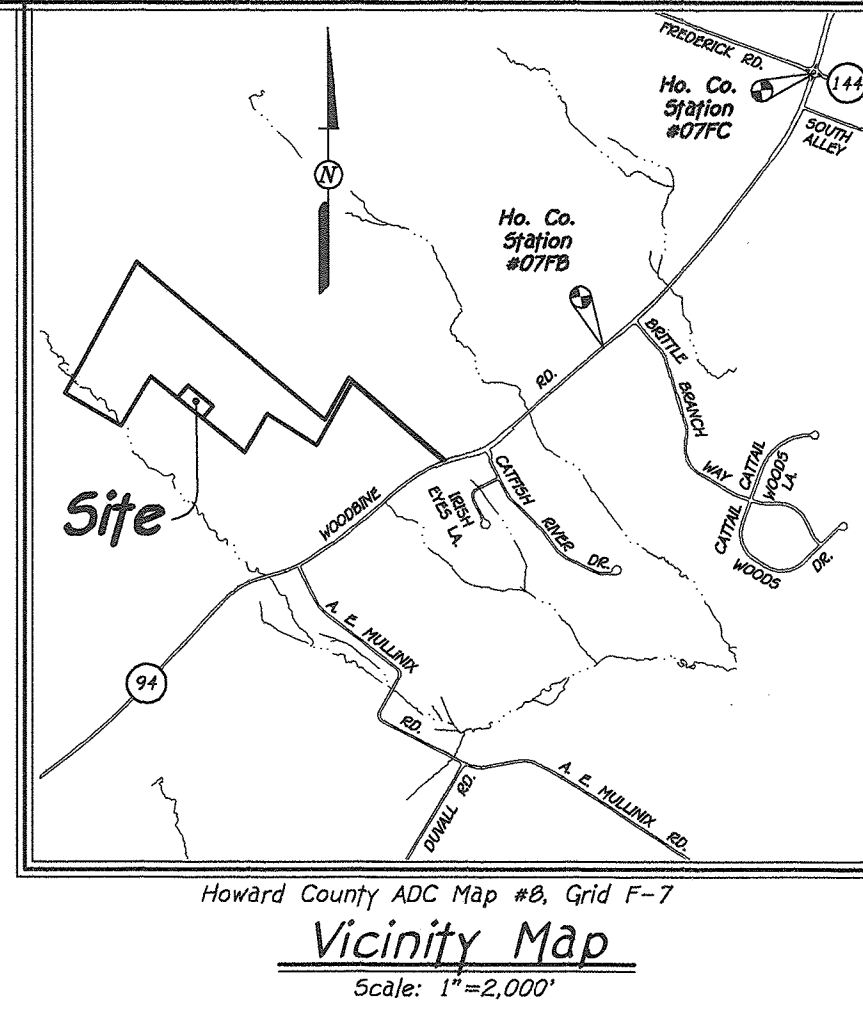 FREDERICK RD.
144
Ho. Co.
Station
#07FC
SOUTH
ALLEY
N
Ho. Co.
Station
#07FB
BRITTLE
BRANCH
WAY
RD.
CATTAIL
WOODS
LA.
CATTAIL
WOODS
DR.
Site
WOODBINE
CATFISH
RIVER
DR.
IRISH
EYES LA.
A. E. MULLINIX
RD.
94
A. E. MULLINIX RD.
DUVALL RD.
Howard County ADC Map #8, Grid F-7
Vicinity Map
Scale: 1"=2,000'